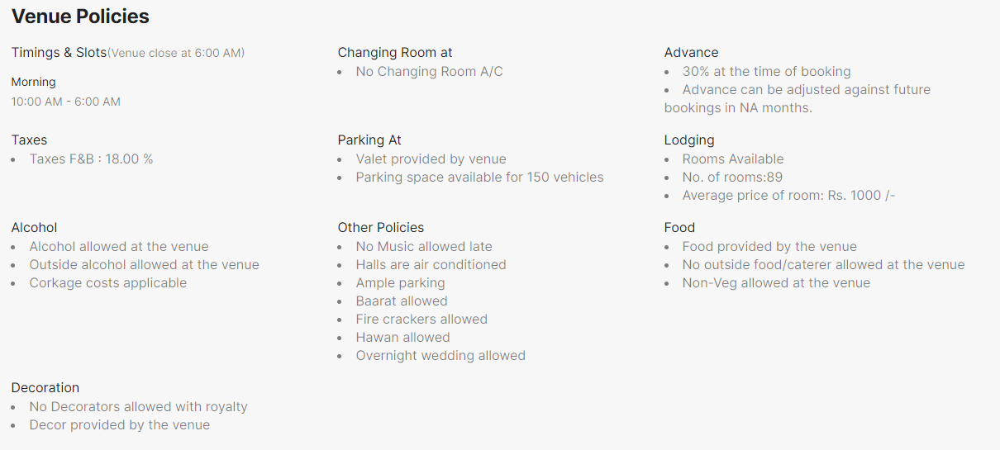 Venue Policies
Timings & Slots(Venue close at 6:00 AM)
Morning
10:00 AM - 6:00 AM
Changing Room at
• No Changing Room A/C
Advance
• 30% at the time of booking
• Advance can be adjusted against future
bookings in NA months.
Taxes
• Taxes F&B : 18.00 %
Parking At
• Valet provided by venue
• Parking space available for 150 vehicles
Lodging
• Rooms Available
• No. of rooms:89
• Average price of room: Rs. 1000 /-
Alcohol
• Alcohol allowed at the venue
• Outside alcohol allowed at the venue
• Corkage costs applicable
Other Policies
• No Music allowed late
• Halls are air conditioned
• Ample parking
• Baarat allowed
• Fire crackers allowed
• Hawan allowed
• Overnight wedding allowed
Food
• Food provided by the venue
• No outside food/caterer allowed at the venue
• Non-Veg allowed at the venue
Decoration
• No Decorators allowed with royalty
• Decor provided by the venue